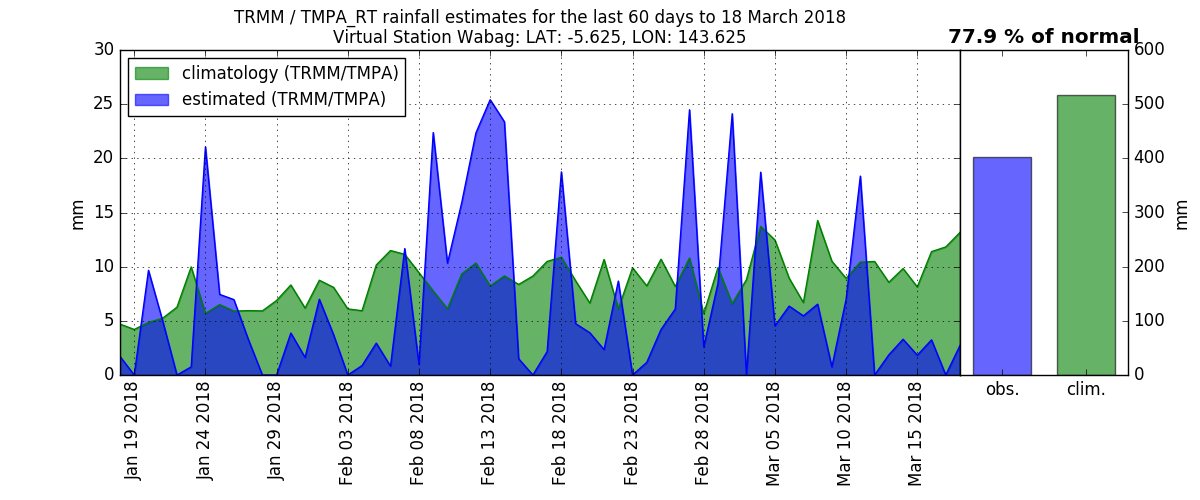 TRMM / TMPA_RT rainfall estimates for the last 60 days to 18 March 2018
Virtual Station Wabag: LAT: -5.625, LON: 143.625
77.9 % of normal
climatology (TRMM/TMPA)
estimated (TRMM/TMPA)
30
25
20
15
10
5
0
mm
Jan 19 2018
Jan 24 2018
Jan 29 2018
Feb 03 2018
Feb 08 2018
Feb 13 2018
Feb 18 2018
Feb 23 2018
Feb 28 2018
Mar 05 2018
Mar 10 2018
Mar 15 2018
obs.
clim.
600
500
400
300
200
100
0
mm